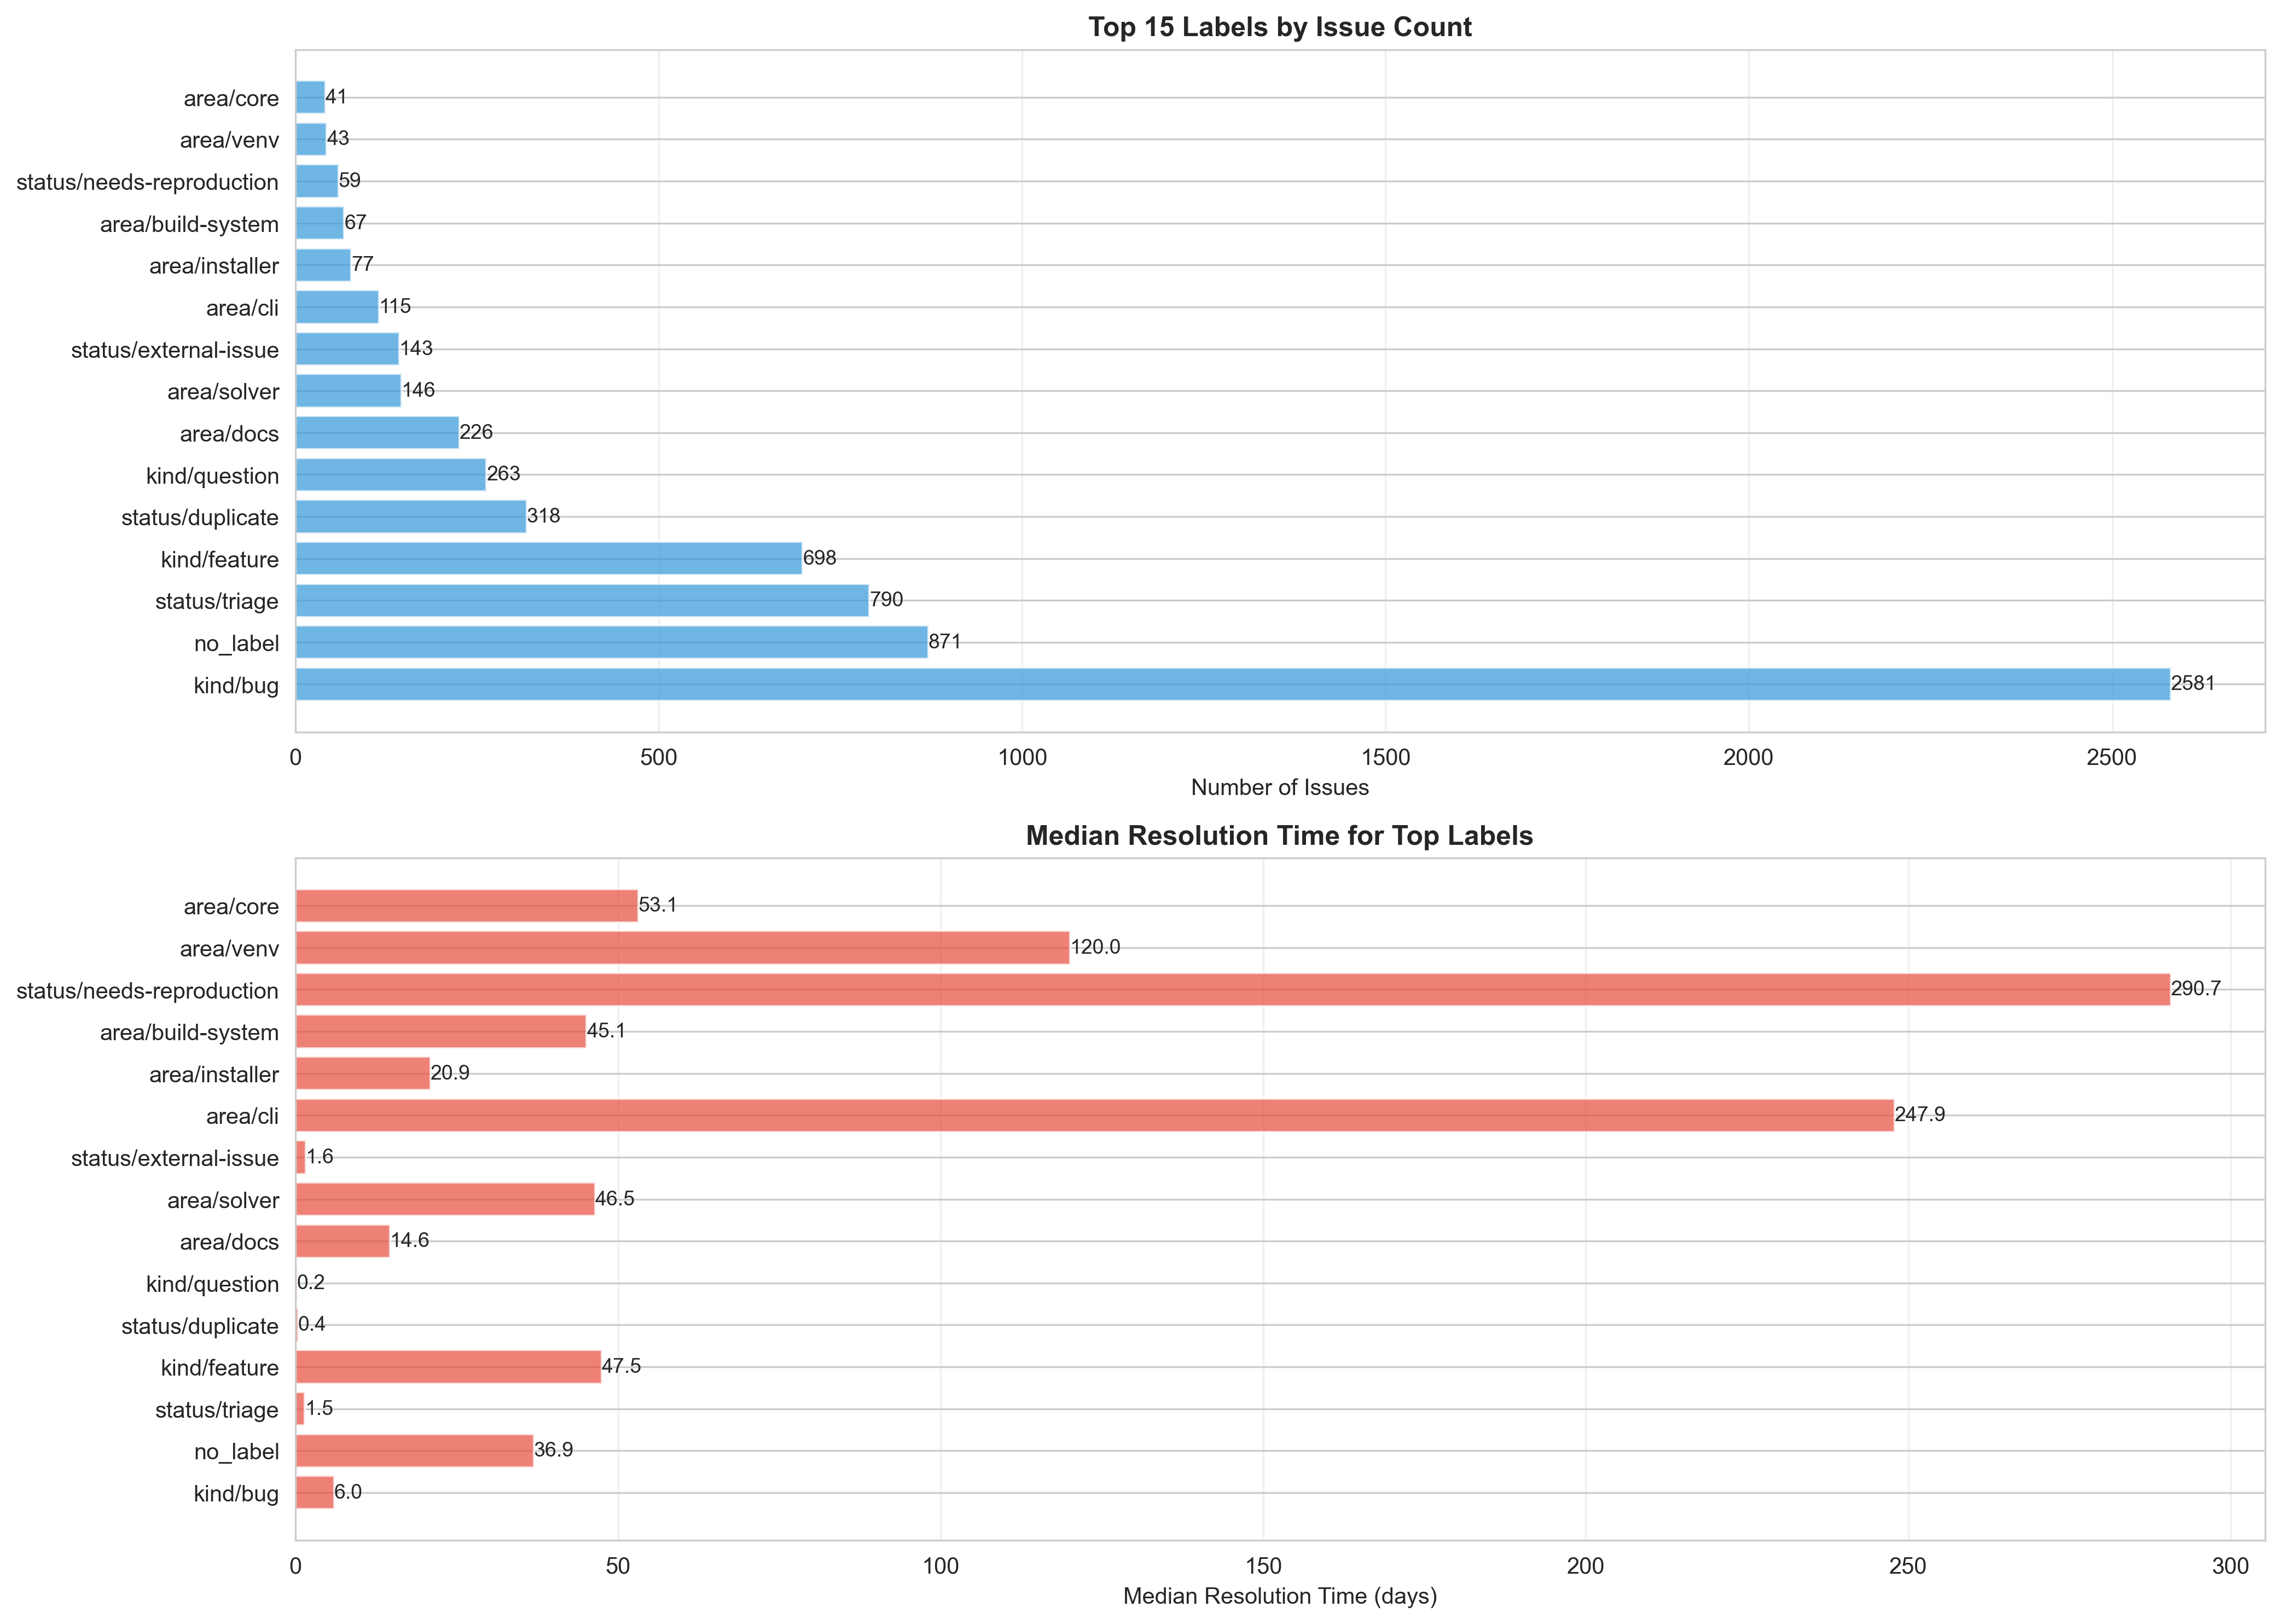 Top 15 Labels by Issue Count
area/core 41
area/venv 43
status/needs-reproduction 59
area/build-system 67
area/installer 77
area/cli 115
status/external-issue 143
area/solver 146
area/docs 226
kind/question 263
status/duplicate 318
kind/feature 698
status/triage 790
no_label 871
kind/bug 2581
0 500 1000 1500 2000 2500
Number of Issues
Median Resolution Time for Top Labels
area/core 53.1
area/venv 120.0
status/needs-reproduction 290.7
area/build-system 45.1
area/installer 20.9
area/cli 247.9
status/external-issue 1.6
area/solver 46.5
area/docs 14.6
kind/question 0.2
status/duplicate 0.4
kind/feature 47.5
status/triage 1.5
no_label 36.9
kind/bug 6.0
0 50 100 150 200 250 300
Median Resolution Time (days)